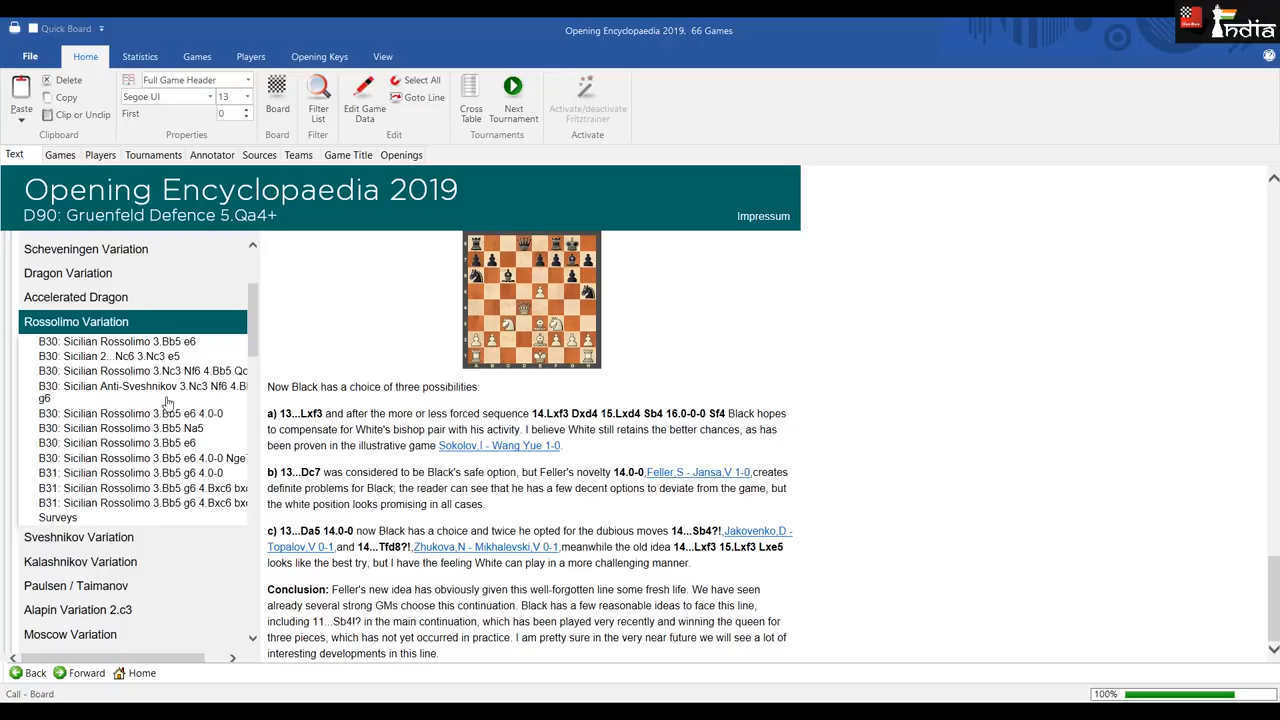 Quick Board
Opening Encyclopaedia 2019, 66 Games
India
File Home Statistics Games Players Opening Keys View
Paste
Delete
Copy
Clip or Undip
Clipboard
Full Game Header
Segoe UI 13
First 0
Properties
Board
Board
Filter
List
Filter
Edit Game
Data
Select All
Goto Line
Edit
Cross
Table
Next
Tournament
Tournaments
Activate/deactivate
Fritztrainer
Activate
Text Games Players Tournaments Annotator Sources Teams Game Title Openings
Opening Encyclopaedia 2019
D90: Gruenfeld Defence 5.Qa4+
Impressum
Scheveningen Variation
Dragon Variation
Accelerated Dragon
Rossolimo Variation
B30: Sicilian Rossolimo 3.Bb5 e6
B30: Sicilian 2...Nc6 3.Nc3 e5
B30: Sicilian Rossolimo 3.Nc3 Nf6 4.Bb5 Qc
B30: Sicilian Anti-Sveshnikov 3.Nc3 Nf6 4.Bb
g6
B30: Sicilian Rossolimo 3.Bb5 e6 4.0-0
B30: Sicilian Rossolimo 3.Bb5 Na5
B30: Sicilian Rossolimo 3.Bb5 e6
B30: Sicilian Rossolimo 3.Bb5 e6 4.0-0 Nge7
B31: Sicilian Rossolimo 3.Bb5 g6 4.0-0
B31: Sicilian Rossolimo 3.Bb5 g6 4.Bxc6 bxc
B31: Sicilian Rossolimo 3.Bb5 g6 4.Bxc6 bxc
Surveys
Sveshnikov Variation
Kalashnikov Variation
Paulsen / Taimanov
Alapin Variation 2.c3
Moscow Variation
Now Black has a choice of three possibilities:
a) 13...Lxf3 and after the more or less forced sequence 14.Lxf3 Dxd4 15.Lxd4 Sb4 16.0-0-0 Sf4 Black hopes
to compensate for White's bishop pair with his activity. I believe White still retains the better chances, as has
been proven in the illustrative game Sokolov,I - Wang Yue 1-0.
b) 13...Dc7 was considered to be Black's safe option, but Feller's novelty 14.0-0,Feller,S - Jansa,V 1-0,creates
definite problems for Black; the reader can see that he has a few decent options to deviate from the game, but
the white position looks promising in all cases.
c) 13...Da5 14.0-0 now Black has a choice and twice he opted for the dubious moves 14...Sb4?!,Jakovenko,D -
Topalov,V 0-1,and 14...Tfd8?!,Zhukova,N - Mikhalevski,V 0-1,meanwhile the old idea 14...Lxf3 15.Lxf3 Lxe5
looks like the best try, but I have the feeling White can play in a more challenging manner.
Conclusion: Feller's new idea has obviously given this well-forgotten line some fresh life. We have seen
already several strong GMs choose this continuation. Black has a few reasonable ideas to face this line,
including 11...Sb4!? in the main continuation, which has been played very recently and winning the queen for
three pieces, which has not yet occurred in practice. I am pretty sure in the very near future we will see a lot of
interesting developments in this line.
Back Forward Home
Call - Board
100%